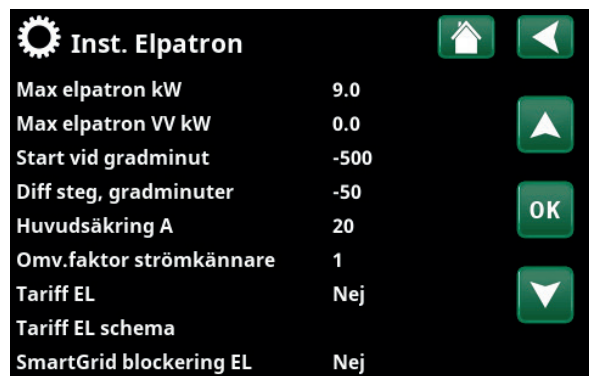 Inst. Elpatron
Max elpatron kW 9.0
Max elpatron VV kW 0.0
Start vid gradminut -500
Diff steg, gradminuter -50
Huvudsäkring A 20
OK
Omv.faktor strömkännare 1
Tariff EL Nej
Tariff EL schema
SmartGrid blockering EL Nej